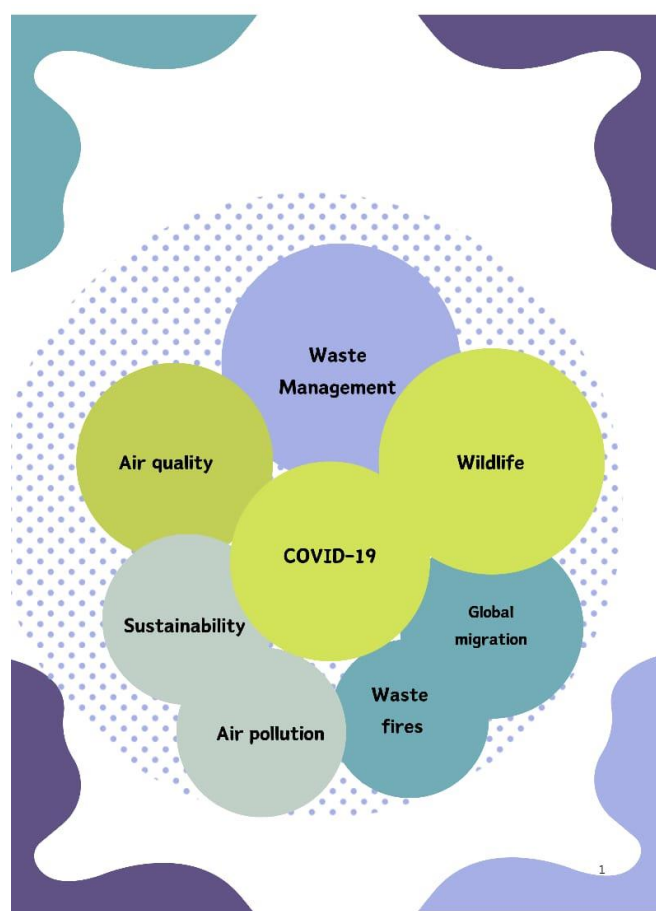 Waste
Management
Air quality
Wildlife
COVID-19
Sustainability
Global
migration
Waste
fires
Air pollution
1